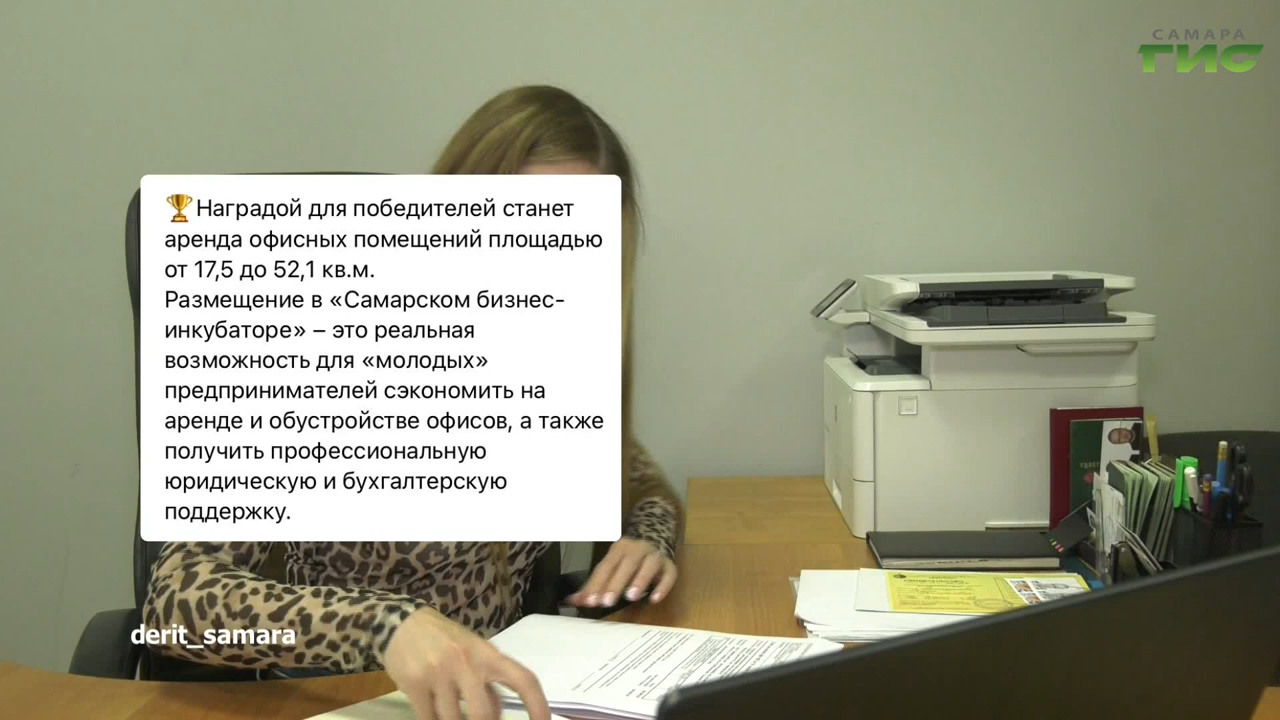 САМАРА
ГИС
🏆Наградой для победителей станет
аренда офисных помещений площадью
от 17,5 до 52,1 кв.м.
Размещение в «Самарском бизнес-
инкубаторе» – это реальная
возможность для «молодых»
предпринимателей сэкономить на
аренде и обустройстве офисов, а также
получить профессиональную
юридическую и бухгалтерскую
поддержку.
derit_samara